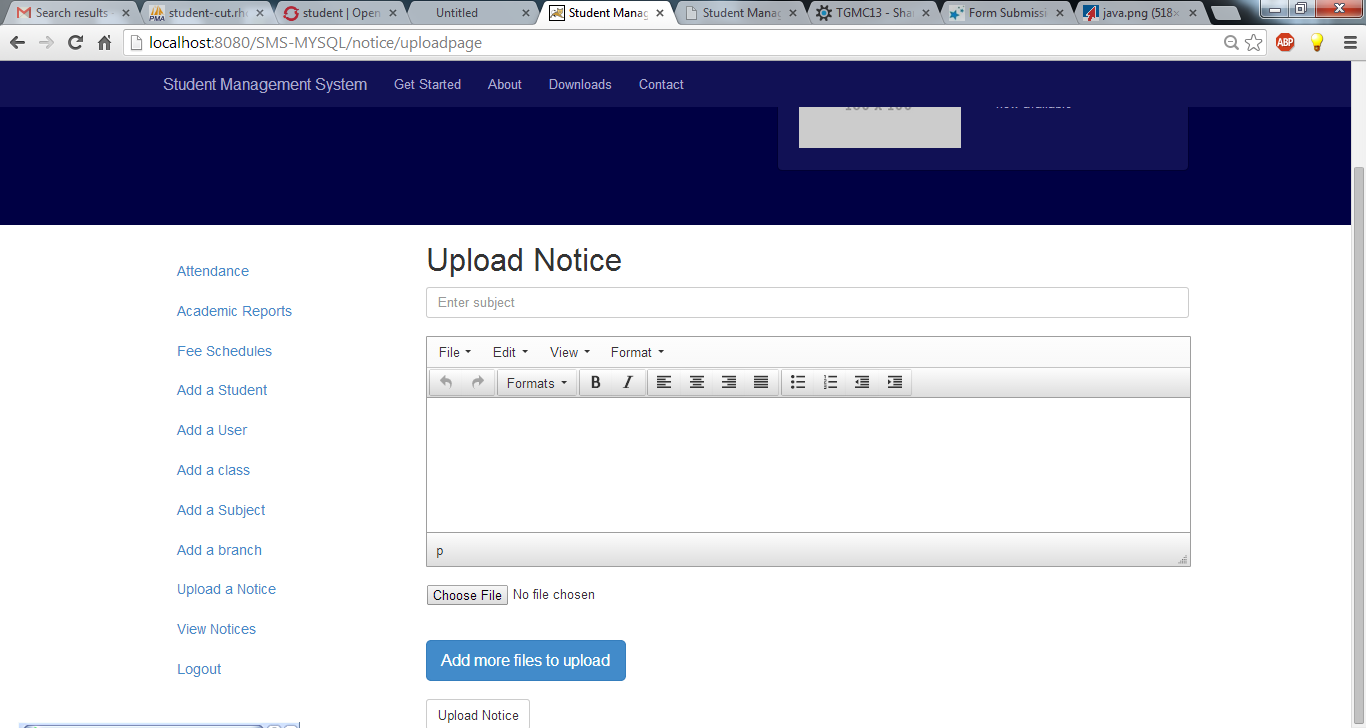 Search results
student-cut.rh
student | Open
Untitled
Student Manag
Student Manag
TGMC13 - Sha
Form Submissi
java.png (518×
localhost:8080/SMS-MYSQL/notice/uploadpage
ABP
Student Management System Get Started About Downloads Contact
Attendance
Academic Reports
Fee Schedules
Add a Student
Add a User
Add a class
Add a Subject
Add a branch
Upload a Notice
View Notices
Logout
Upload Notice
Enter subject
File Edit View Format
Formats B I
p
Choose File No file chosen
Add more files to upload
Upload Notice